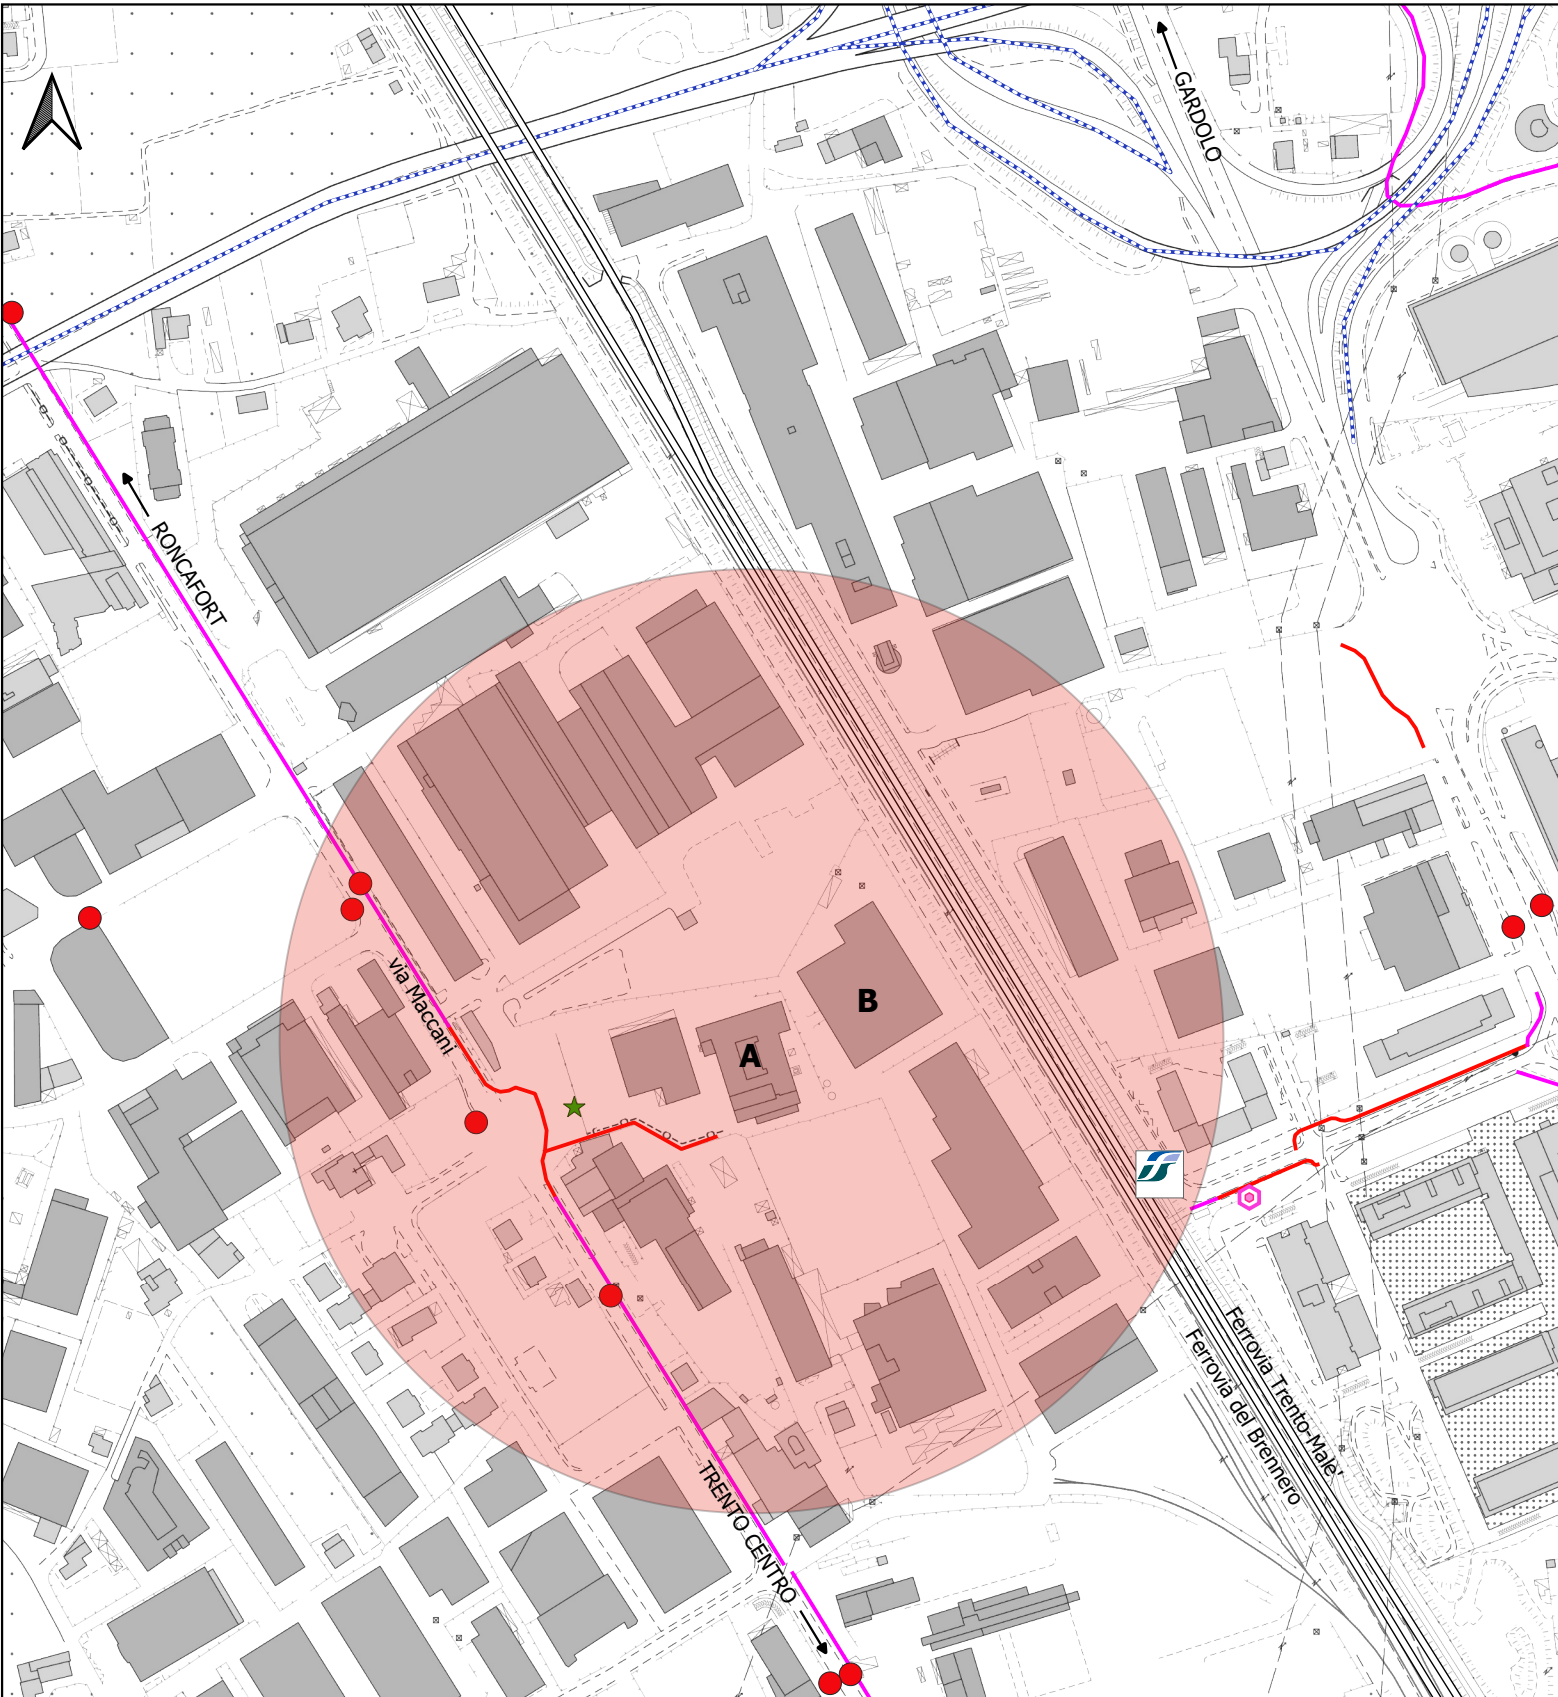 GARDOLO
RONCAFORT
via Maccani
B
A
Ferrovia Trento-Male'
Ferrovia del Brennero
TRENTO CENTRO